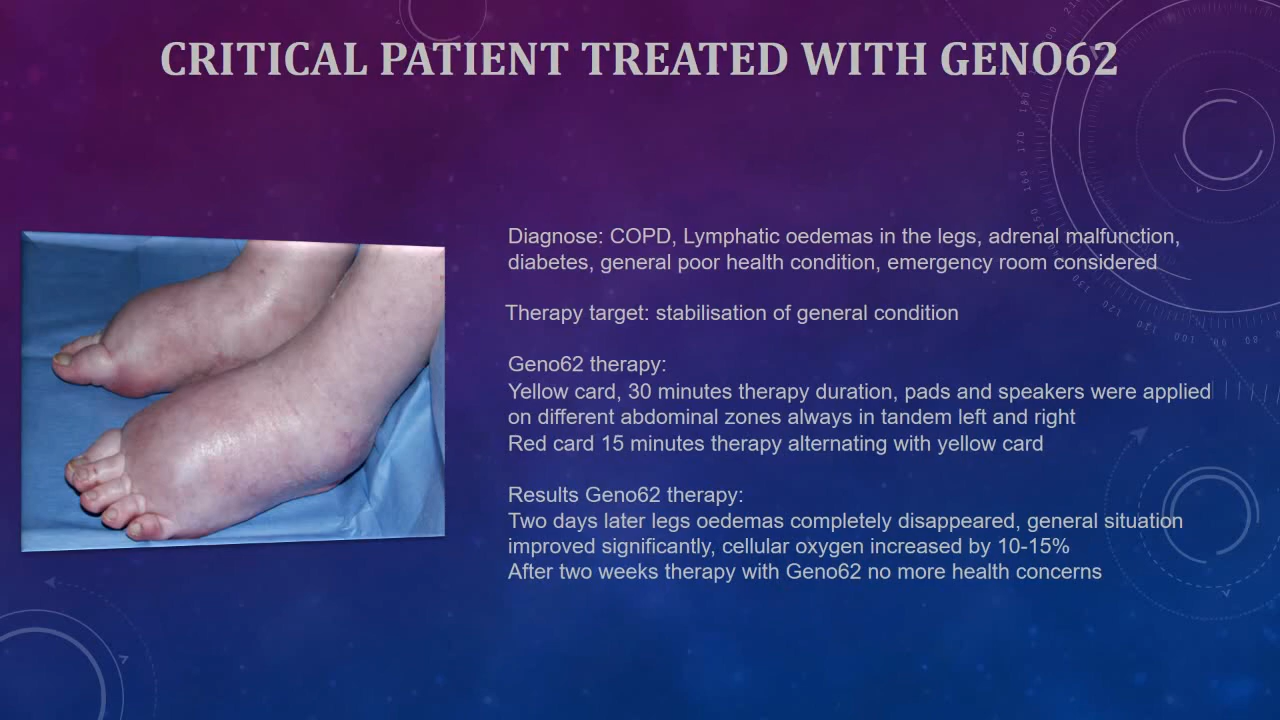 CRITICAL PATIENT TREATED WITH GENO62
Diagnose: COPD, Lymphatic oedemas in the legs, adrenal malfunction,
diabetes, general poor health condition, emergency room considered
Therapy target: stabilisation of general condition
Geno62 therapy:
Yellow card, 30 minutes therapy duration, pads and speakers were applied
on different abdominal zones always in tandem left and right
Red card 15 minutes therapy alternating with yellow card
Results Geno62 therapy:
Two days later legs oedemas completely disappeared, general situation
improved significantly, cellular oxygen increased by 10-15%
After two weeks therapy with Geno62 no more health concerns